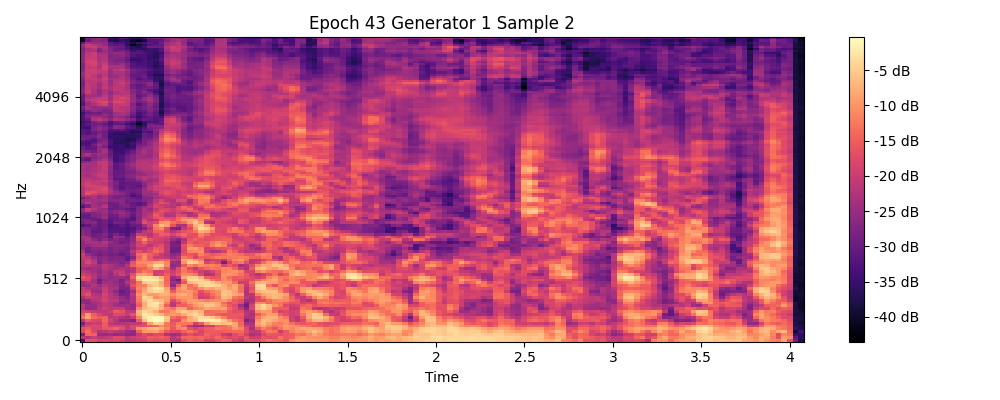 Epoch 43 Generator 1 Sample 2
Hz
4096
2048
1024
512
0
0 0.5 1 1.5 2 2.5 3 3.5 4
Time
-5 dB
-10 dB
-15 dB
-20 dB
-25 dB
-30 dB
-35 dB
-40 dB